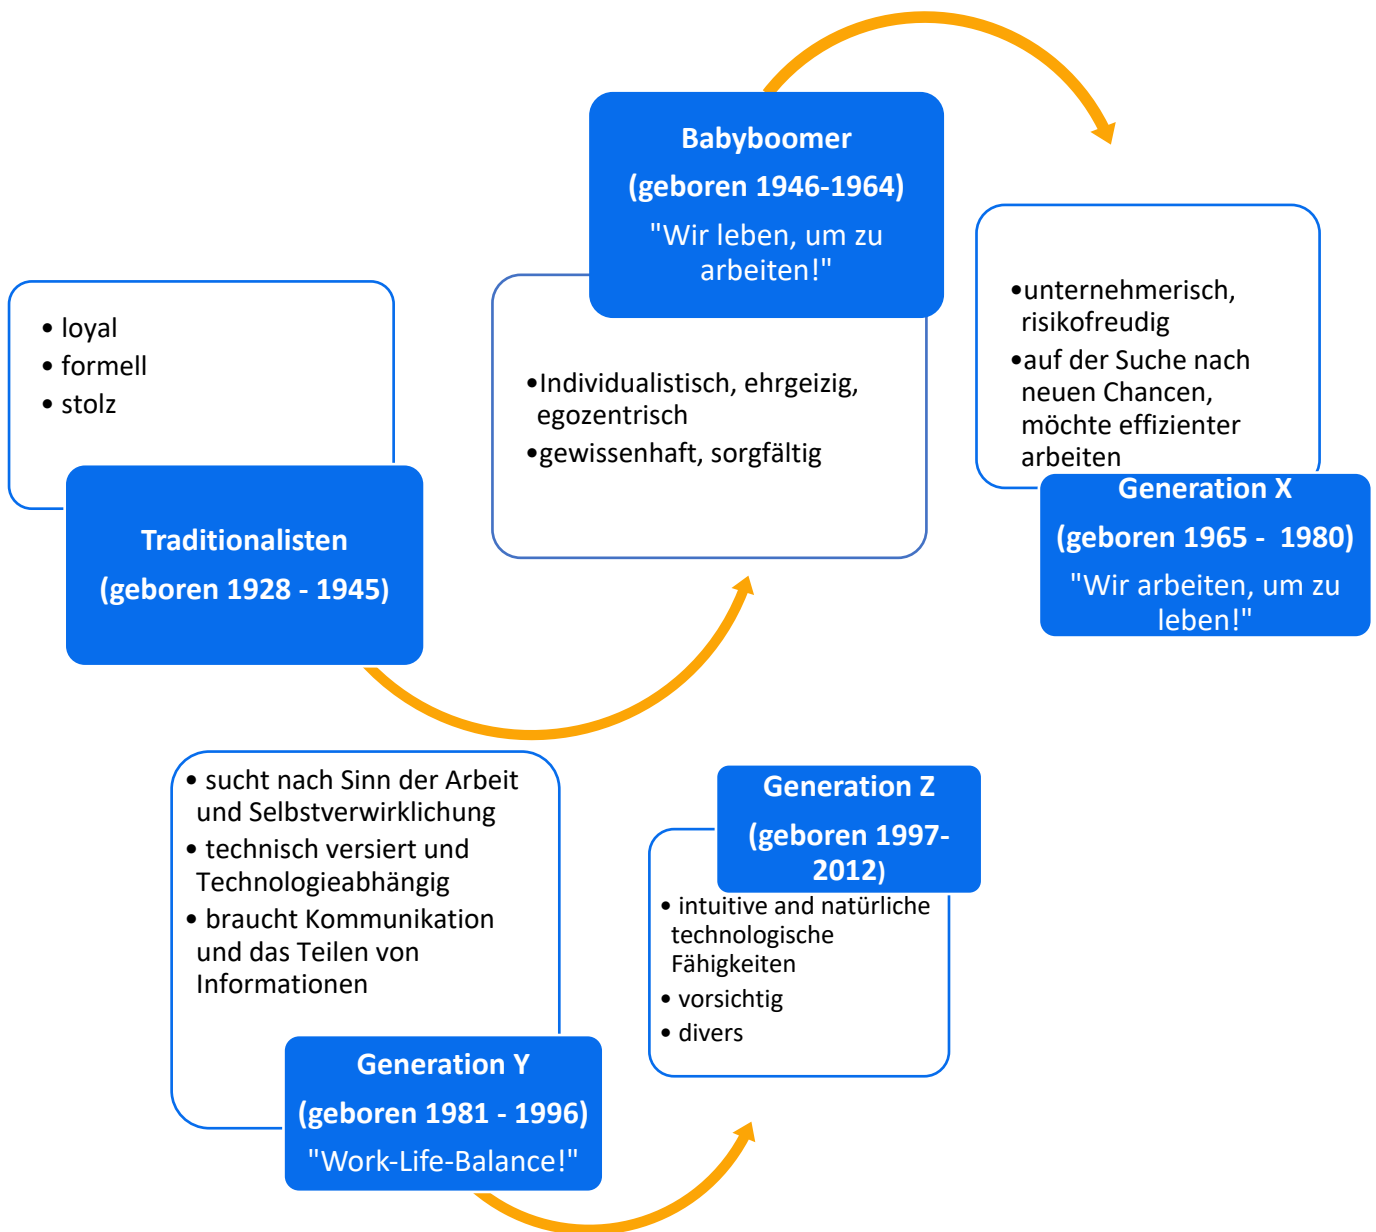 • loyal
• formell
• stolz
Traditionalisten
(geboren 1928 - 1945)
Babyboomer
(geboren 1946-1964)
"Wir leben, um zu
arbeiten!"
•Individualistisch, ehrgeizig,
egozentrisch
•gewissenhaft, sorgfältig
•unternehmerisch,
risikofreudig
•auf der Suche nach
neuen Chancen,
möchte effizienter
arbeiten
Generation X
(geboren 1965 - 1980)
"Wir arbeiten, um zu
leben!"
• sucht nach Sinn der Arbeit
und Selbstverwirklichung
• technisch versiert und
Technologieabhängig
• braucht Kommunikation
und das Teilen von
Informationen
Generation Y
(geboren 1981 - 1996)
"Work-Life-Balance!"
Generation Z
(geboren 1997-
2012)
• intuitive and natürliche
technologische
Fähigkeiten
• vorsichtig
• divers